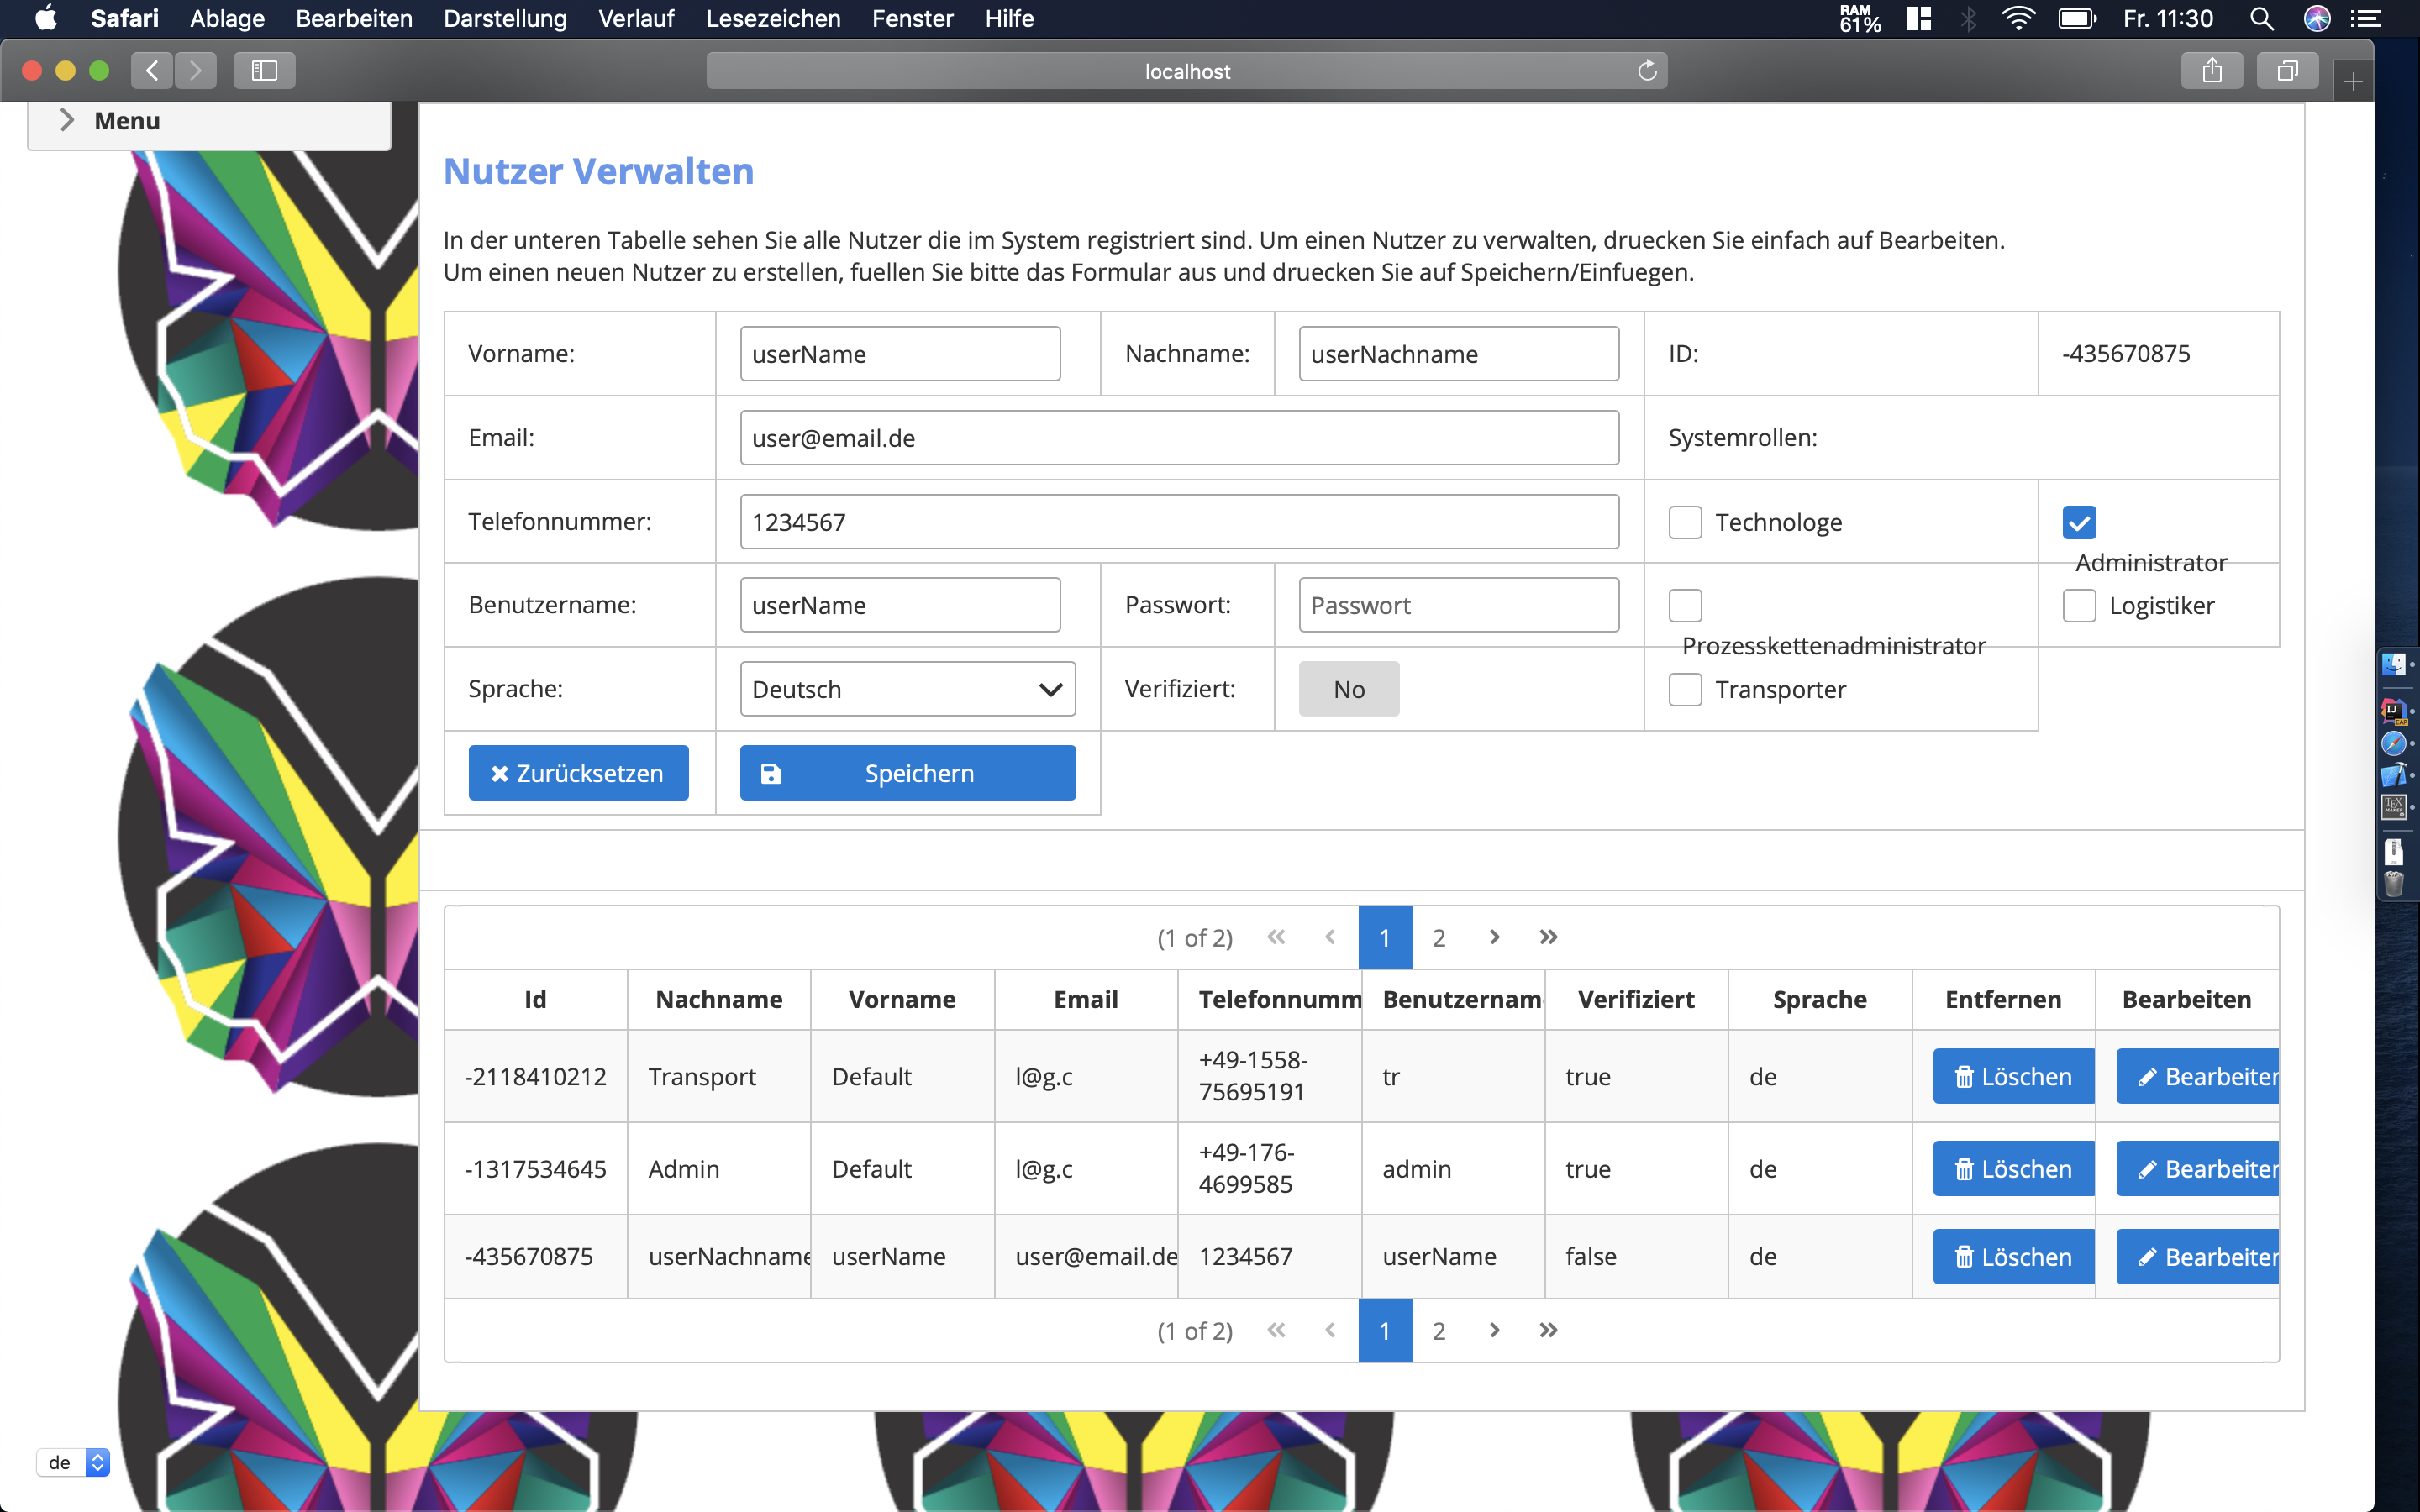 Safari Ablage Bearbeiten Darstellung Verlauf Lesezeichen Fenster Hilfe RAM 61% Fr. 11:30
localhost
Menu
Nutzer Verwalten
In der unteren Tabelle sehen Sie alle Nutzer die im System registriert sind. Um einen Nutzer zu verwalten, druecken Sie einfach auf Bearbeiten.
Um einen neuen Nutzer zu erstellen, fuellen Sie bitte das Formular aus und druecken Sie auf Speichern/Einfuegen.
Vorname: userName Nachname: userNachname ID: -435670875
Email: user@email.de Systemrollen:
Telefonnummer: 1234567 Technologe Administrator
Benutzername: userName Passwort: Passwort Prozesskettenadministrator Logistiker
Sprache: Deutsch Verifiziert: No Transporter
Zurücksetzen Speichern
(1 of 2) 1 2
Id Nachname Vorname Email Telefonnumm Benutzernam Verifiziert Sprache Entfernen Bearbeiten
-2118410212 Transport Default l@g.c +49-1558-75695191 tr true de Löschen Bearbeiten
-1317534645 Admin Default l@g.c +49-176-4699585 admin true de Löschen Bearbeiten
-435670875 userNachname userName user@email.de 1234567 userName false de Löschen Bearbeiten
(1 of 2) 1 2
de